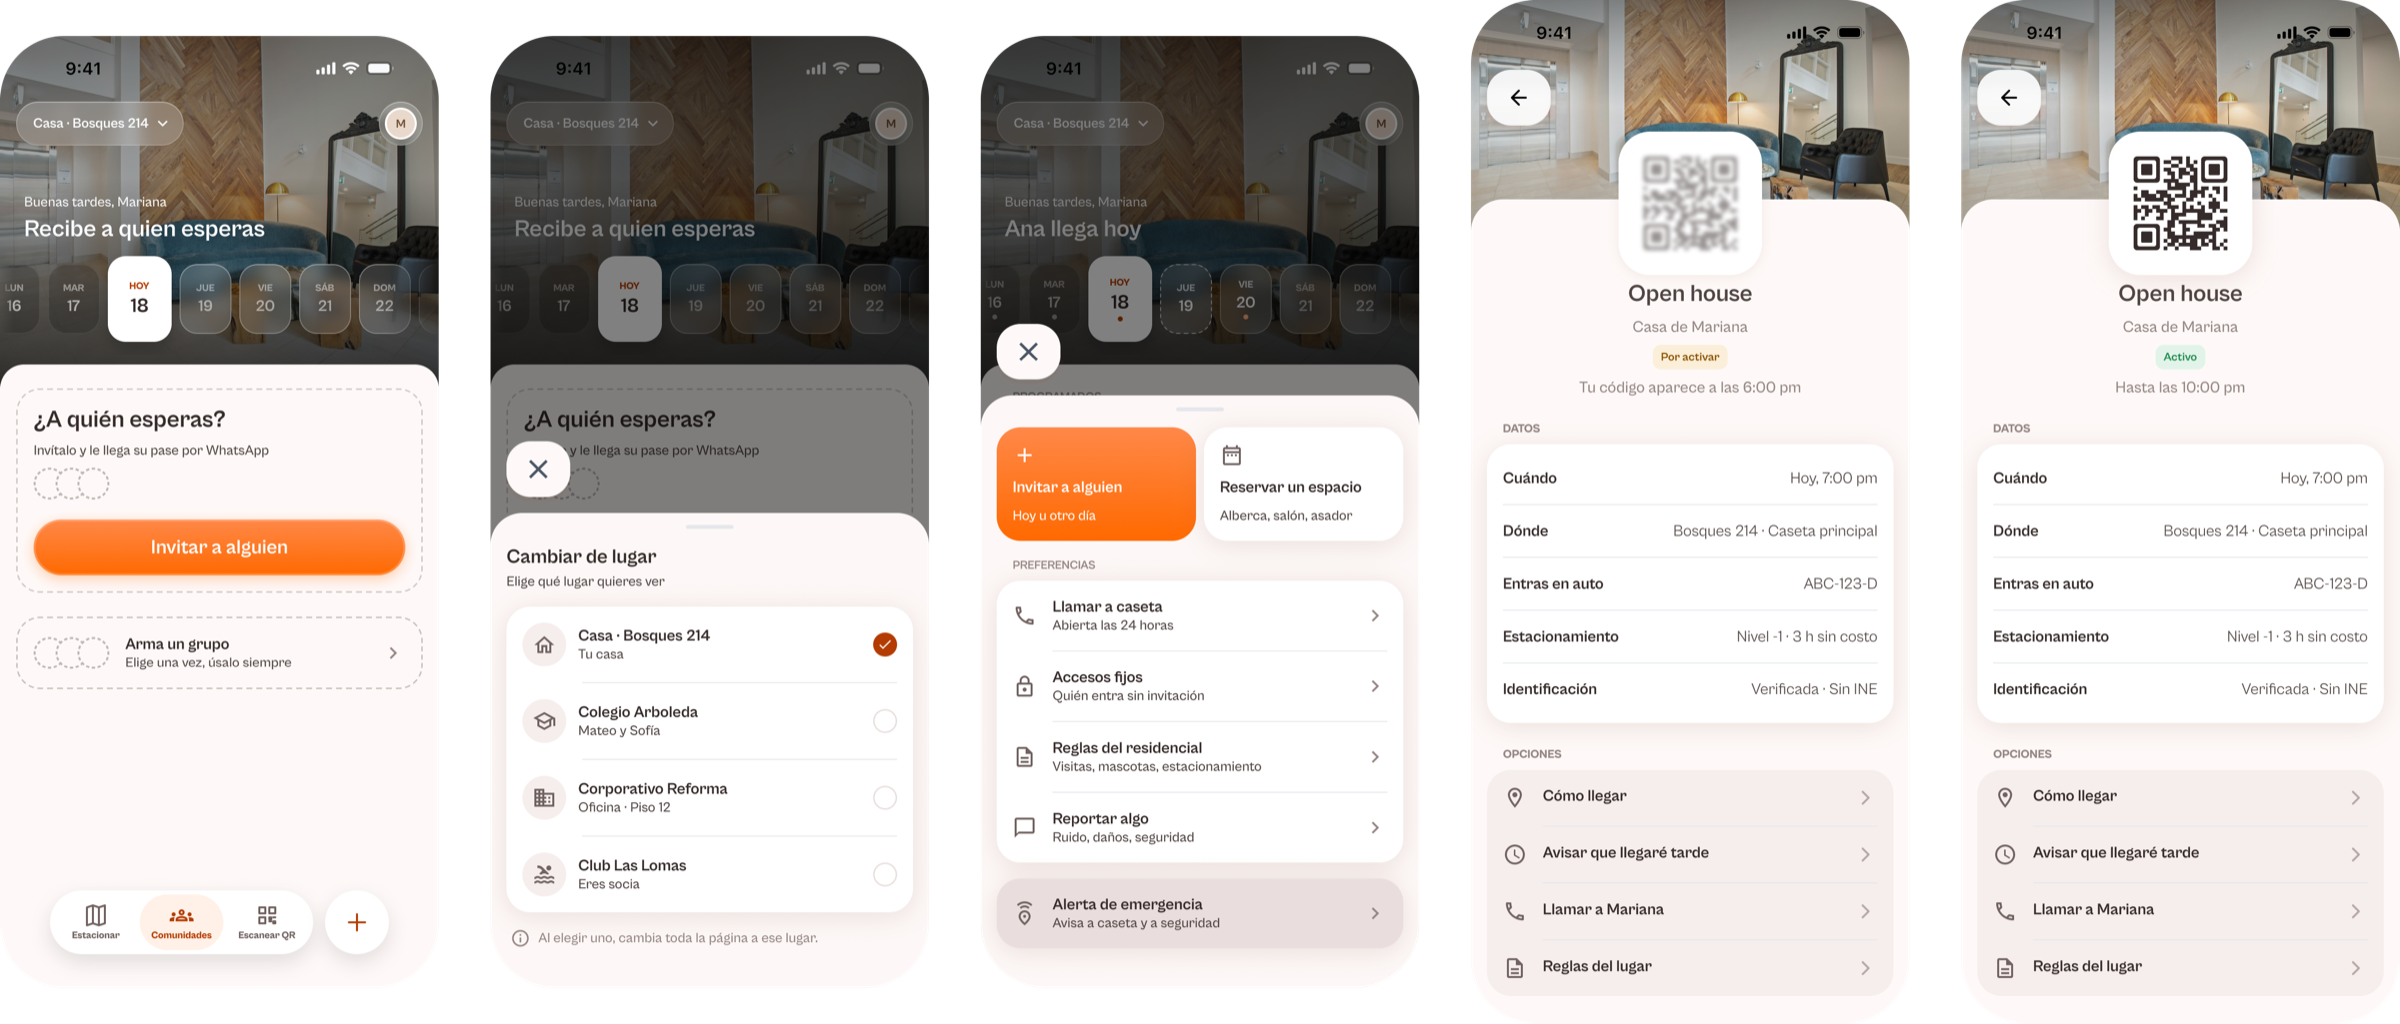 9:41
Casa · Bosques 214
M
Buenas tardes, Mariana
Recibe a quien esperas
LUN
16
MAR
17
HOY
18
JUE
19
VIE
20
SÁB
21
DOM
22
¿A quién esperas?
Invítalo y le llega su pase por WhatsApp
Invitar a alguien
Arma un grupo
Elige una vez, úsalo siempre
Estacionar
Comunidades
Escanear QR
9:41
Casa · Bosques 214
M
Buenas tardes, Mariana
Recibe a quien esperas
LUN
16
MAR
17
HOY
18
JUE
19
VIE
20
SÁB
21
DOM
22
¿A quién esperas?
y le llega su pase por WhatsApp
Cambiar de lugar
Elige qué lugar quieres ver
Casa · Bosques 214
Tu casa
Colegio Arboleda
Mateo y Sofía
Corporativo Reforma
Oficina · Piso 12
Club Las Lomas
Eres socia
Al elegir uno, cambia toda la página a ese lugar.
9:41
Casa · Bosques 214
M
Buenas tardes, Mariana
Ana llega hoy
LUN
16
MAR
17
HOY
18
JUE
19
VIE
20
SÁB
21
DOM
22
PROGRAMADOS
Invitar a alguien
Hoy u otro día
Reservar un espacio
Alberca, salón, asador
PREFERENCIAS
Llamar a caseta
Abierta las 24 horas
Accesos fijos
Quién entra sin invitación
Reglas del residencial
Visitas, mascotas, estacionamiento
Reportar algo
Ruido, daños, seguridad
Alerta de emergencia
Avisa a caseta y a seguridad
9:41
Open house
Casa de Mariana
Por activar
Tu código aparece a las 6:00 pm
DATOS
Cuándo Hoy, 7:00 pm
Dónde Bosques 214 · Caseta principal
Entras en auto ABC-123-D
Estacionamiento Nivel -1 · 3 h sin costo
Identificación Verificada · Sin INE
OPCIONES
Cómo llegar
Avisar que llegaré tarde
Llamar a Mariana
Reglas del lugar
9:41
Open house
Casa de Mariana
Activo
Hasta las 10:00 pm
DATOS
Cuándo Hoy, 7:00 pm
Dónde Bosques 214 · Caseta principal
Entras en auto ABC-123-D
Estacionamiento Nivel -1 · 3 h sin costo
Identificación Verificada · Sin INE
OPCIONES
Cómo llegar
Avisar que llegaré tarde
Llamar a Mariana
Reglas del lugar